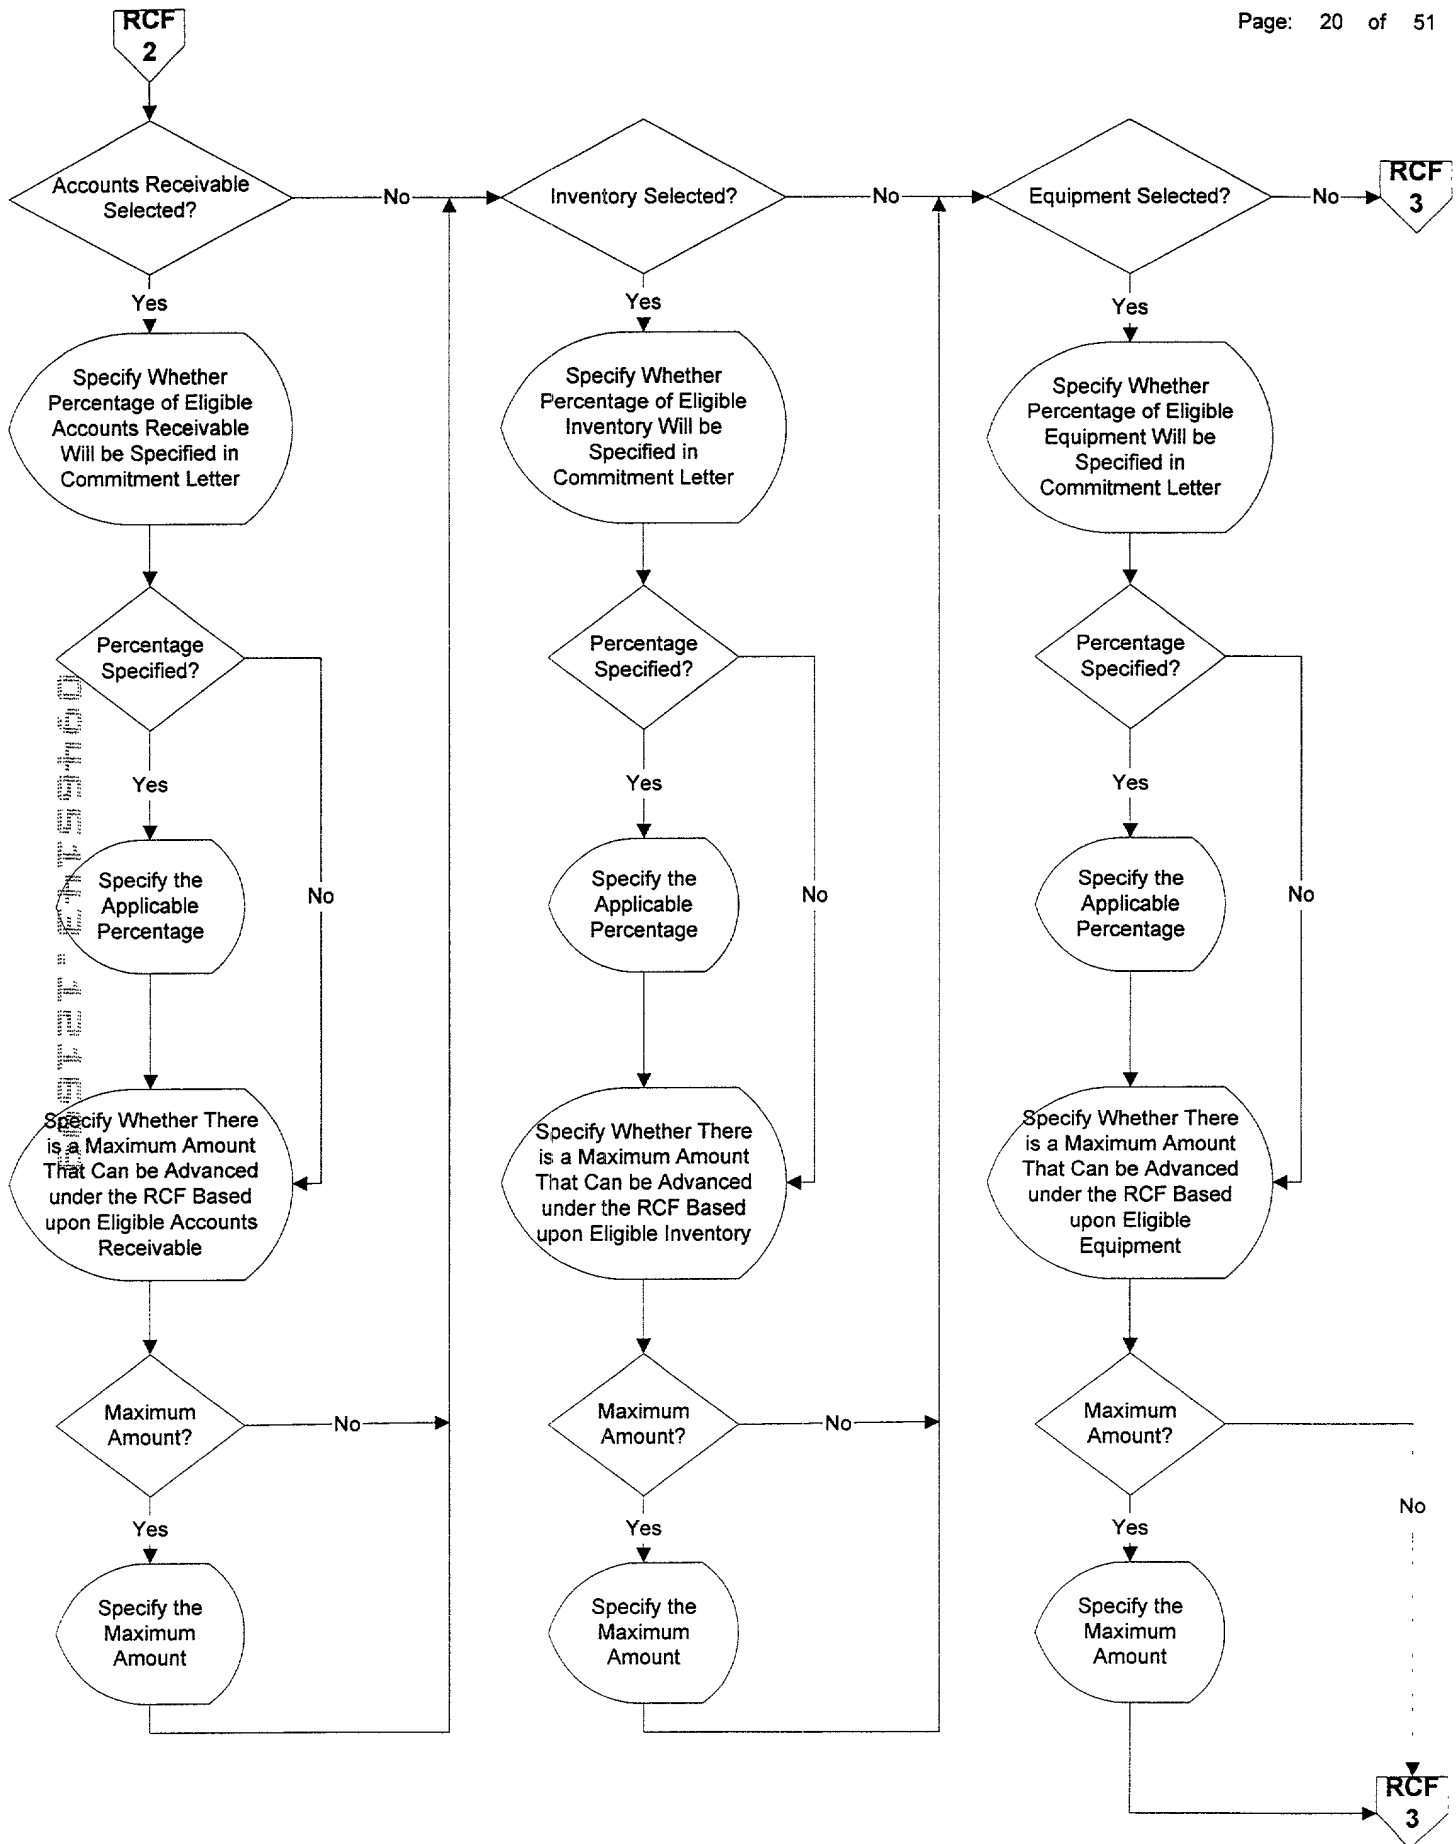 Page: 20 of 51
RCF
2
Accounts Receivable
Selected?
No
Inventory Selected?
No
Equipment Selected?
No
RCF
3
Yes
Specify Whether
Percentage of Eligible
Accounts Receivable
Will be Specified in
Commitment Letter
Percentage
Specified?
Yes
No
Specify the
Applicable
Percentage
Specify Whether There
is a Maximum Amount
That Can be Advanced
under the RCF Based
upon Eligible Accounts
Receivable
Maximum
Amount?
No
Yes
Specify the
Maximum
Amount
Yes
Specify Whether
Percentage of Eligible
Inventory Will be
Specified in
Commitment Letter
Percentage
Specified?
Yes
No
Specify the
Applicable
Percentage
Specify Whether There
is a Maximum Amount
That Can be Advanced
under the RCF Based
upon Eligible Inventory
Maximum
Amount?
No
Yes
Specify the
Maximum
Amount
Yes
Specify Whether
Percentage of Eligible
Equipment Will be
Specified in
Commitment Letter
Percentage
Specified?
Yes
No
Specify the
Applicable
Percentage
Specify Whether There
is a Maximum Amount
That Can be Advanced
under the RCF Based
upon Eligible
Equipment
Maximum
Amount?
No
Yes
Specify the
Maximum
Amount
RCF
3